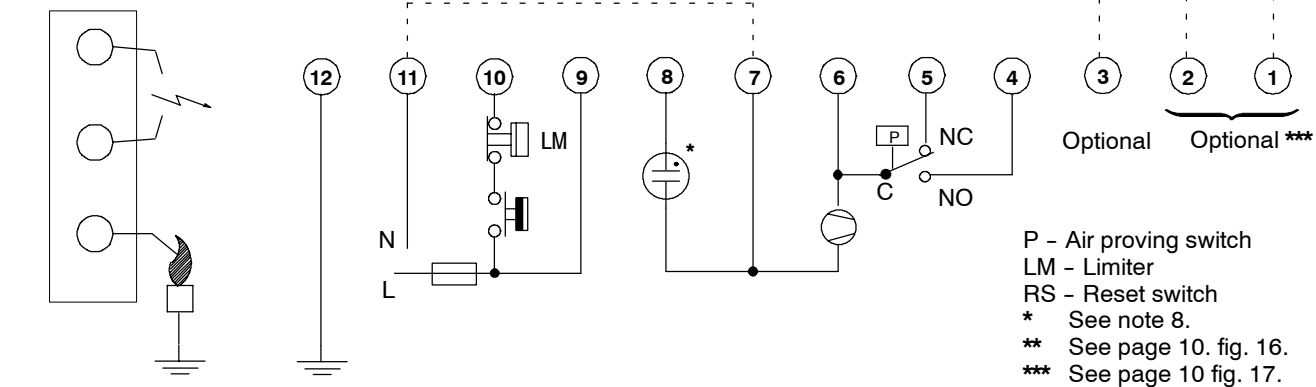 12 11 10 9 8 7 6 5 4 3 2 1
LM
*
P
NC
C
NO
Optional
Optional ***
N
L
P - Air proving switch
LM - Limiter
RS - Reset switch
* See note 8.
** See page 10. fig. 16.
*** See page 10 fig. 17.